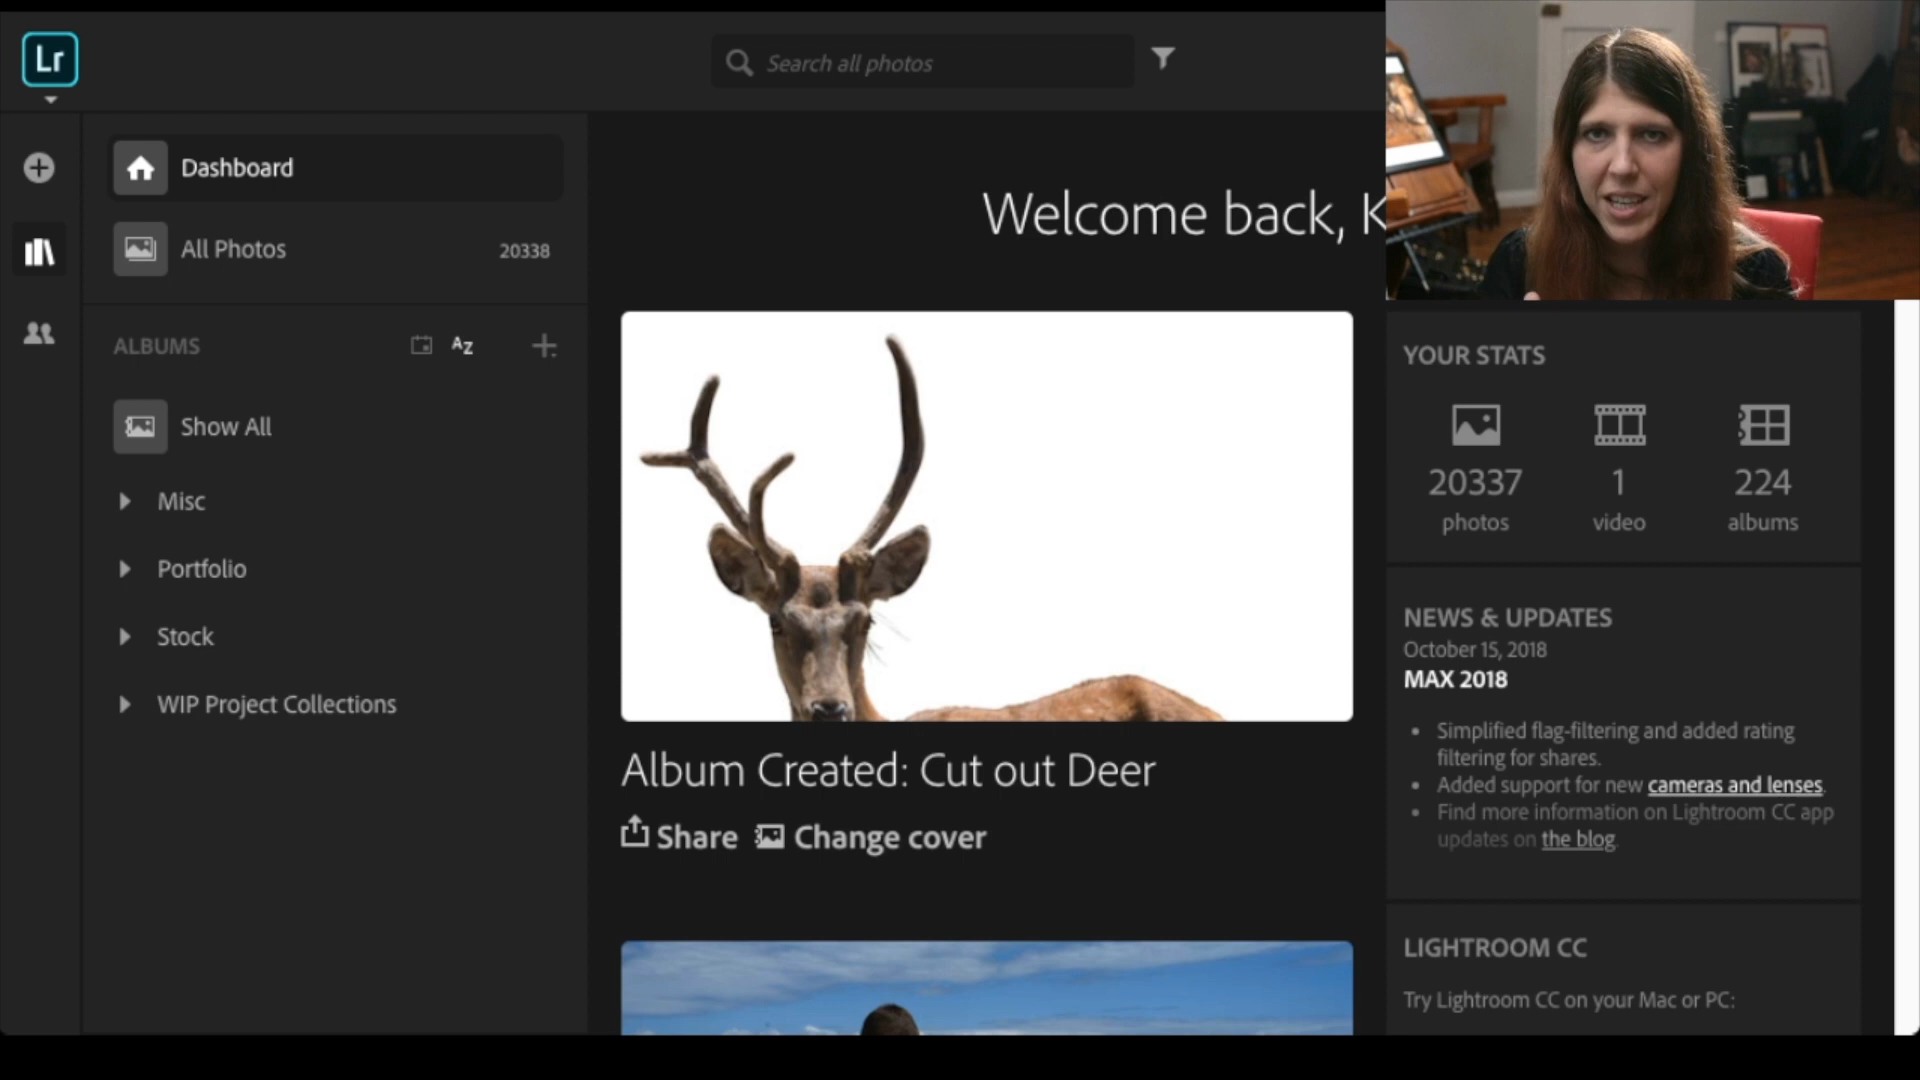 Lr
Search all photos
Dashboard
All Photos 20338
ALBUMS AZ
Show All
Misc
Portfolio
Stock
WIP Project Collections
Welcome back, K
Album Created: Cut out Deer
Share Change cover
YOUR STATS
20337 1 224
photos video albums
NEWS & UPDATES
October 15, 2018
MAX 2018
Simplified flag-filtering and added rating
filtering for shares.
Added support for new cameras and lenses.
Find more information on Lightroom CC app
updates on the blog.
LIGHTROOM CC
Try Lightroom CC on your Mac or PC: